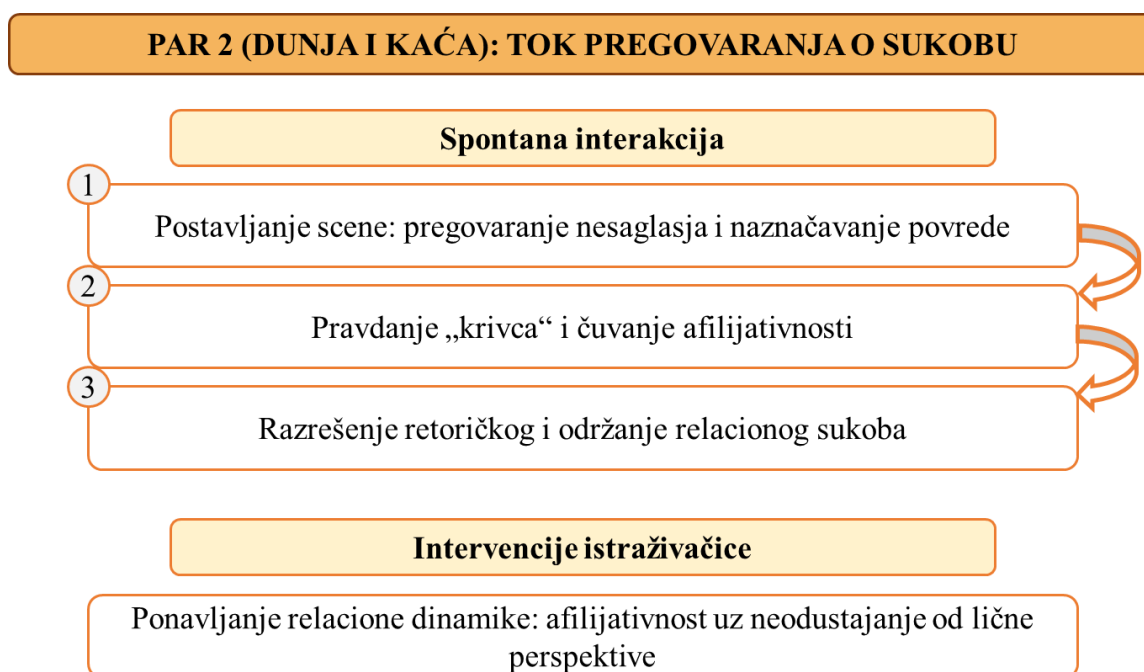 PAR 2 (DUNJA I KAĆA): TOK PREGOVARANJA O SUKOBU
Spontana interakcija
1
Postavljanje scene: pregovaranje nesaglasja i naznačavanje povrede
2
Pravdanje „krivca“ i čuvanje afilijativnosti
3
Razrešenje retoričkog i održanje relacionog sukoba
Intervencije istraživačice
Ponavljanje relacione dinamike: afilijativnost uz neodustajanje od lične
perspektive